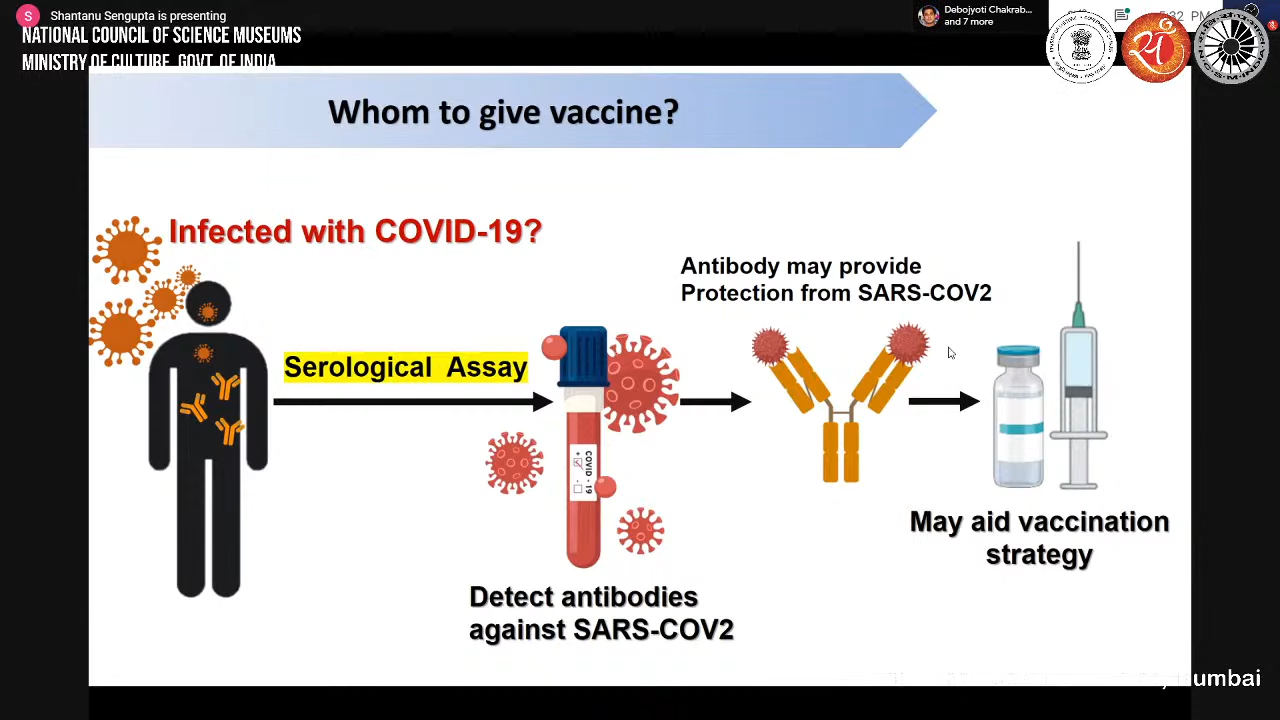 Shantanu Sengupta is presenting
Debojyoti Chakrab...
and 7 more
NATIONAL COUNCIL OF SCIENCE MUSEUMS
MINISTRY OF CULTURE, GOVT. OF INDIA
Whom to give vaccine?
Infected with COVID-19?
Antibody may provide
Protection from SARS-COV2
Serological Assay
COVID - 19
May aid vaccination
strategy
Detect antibodies
against SARS-COV2